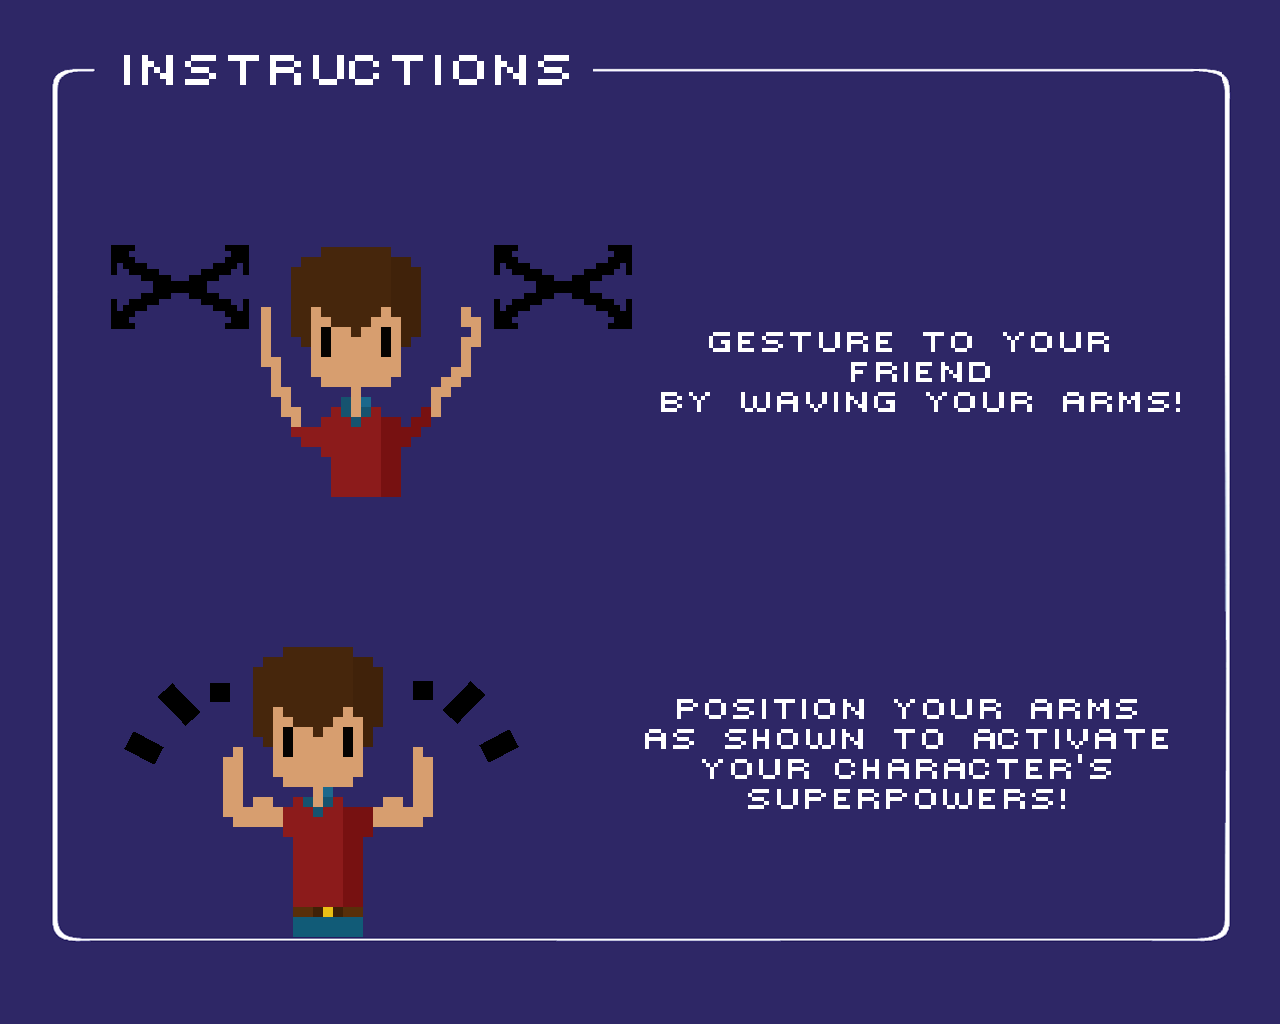 INSTRUCTIONS
GESTURE TO YOUR
FRIEND
BY WAVING YOUR ARMS!
POSITION YOUR ARMS
AS SHOWN TO ACTIVATE
YOUR CHARACTER'S
SUPERPOWERS!